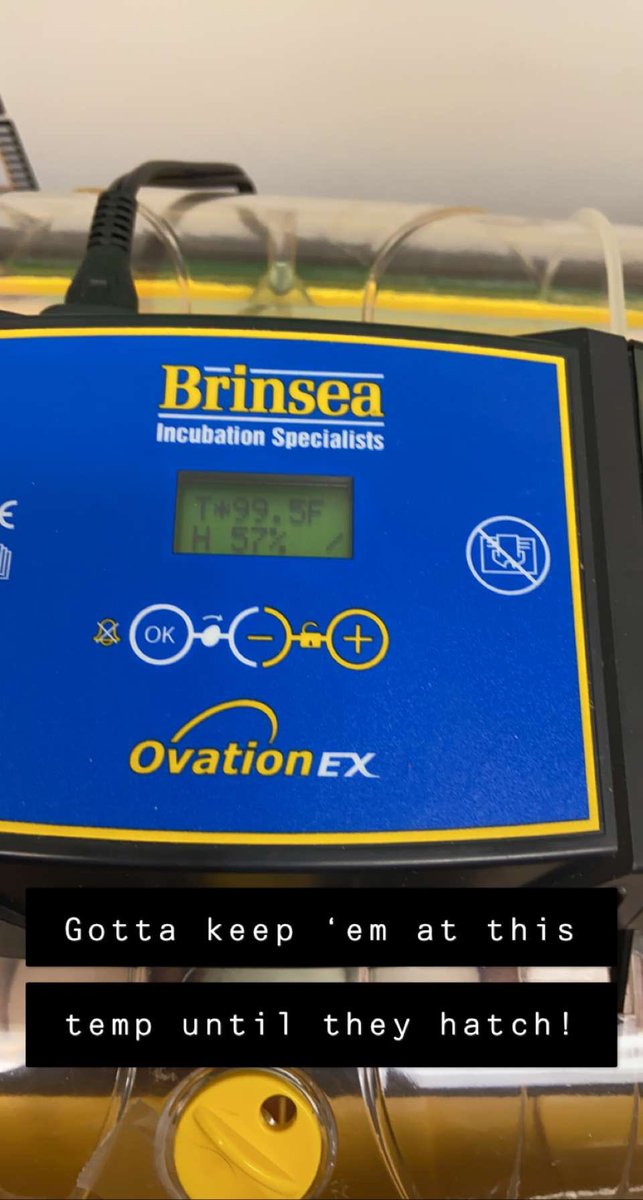 Brinsea
Incubation Specialists
T*99.5F
H 57%
OK
Ovation EX
Gotta keep ‘em at this
temp until they hatch!